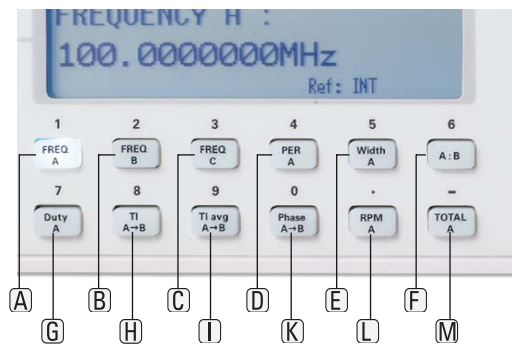 FREQUENCY A :
100.0000000MHz
Ref: INT
1 2 3 4 5 6
FREQ A
FREQ B
FREQ C
PER A
Width A
A:B
7 8 9 0 . −
Duty A
TI A→B
TI avg A→B
Phase A→B
RPM A
TOTAL A
A B C D E F
G H I K L M